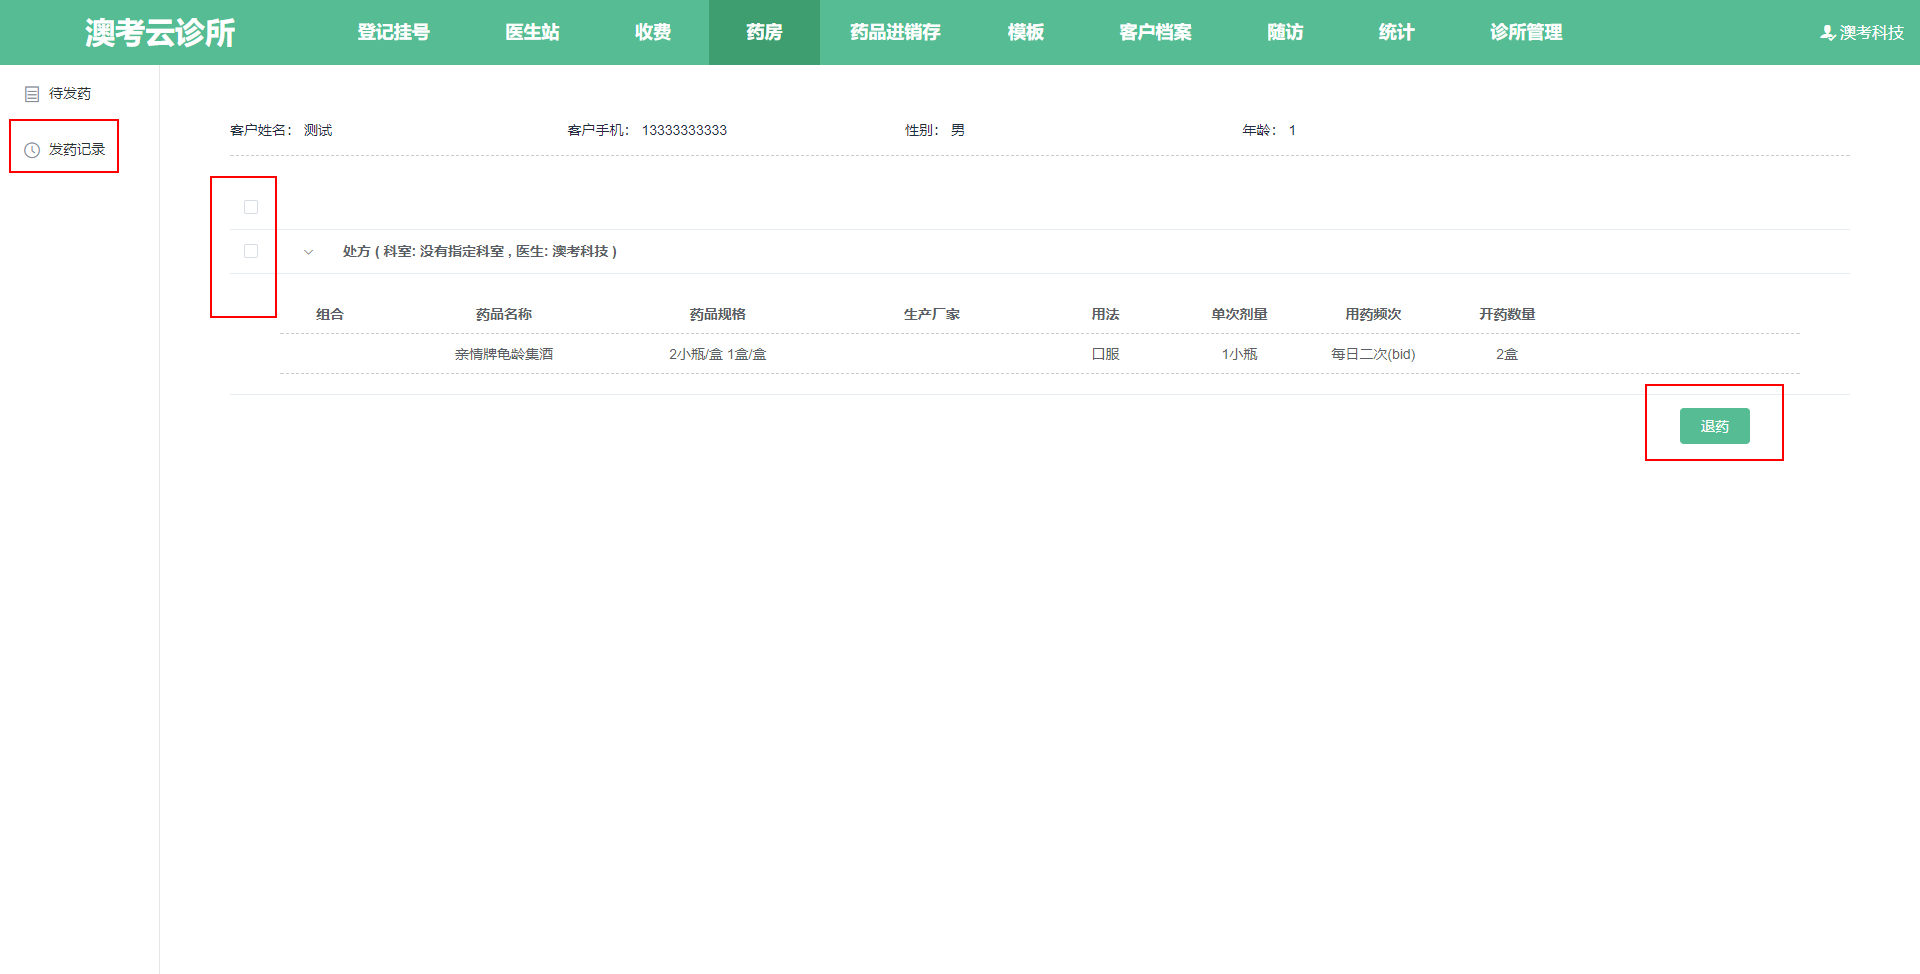 澳考云诊所 登记挂号 医生站 收费 药房 药品进销存 模板 客户档案 随访 统计 诊所管理 澳考科技
待发药
发药记录
客户姓名： 测试 客户手机： 13333333333 性别： 男 年龄： 1
处方 ( 科室: 没有指定科室 , 医生: 澳考科技 )
组合 药品名称 药品规格 生产厂家 用法 单次剂量 用药频次 开药数量
亲情牌龟龄集酒 2小瓶/盒 1盒/盒 口服 1小瓶 每日二次(bid) 2盒
退药